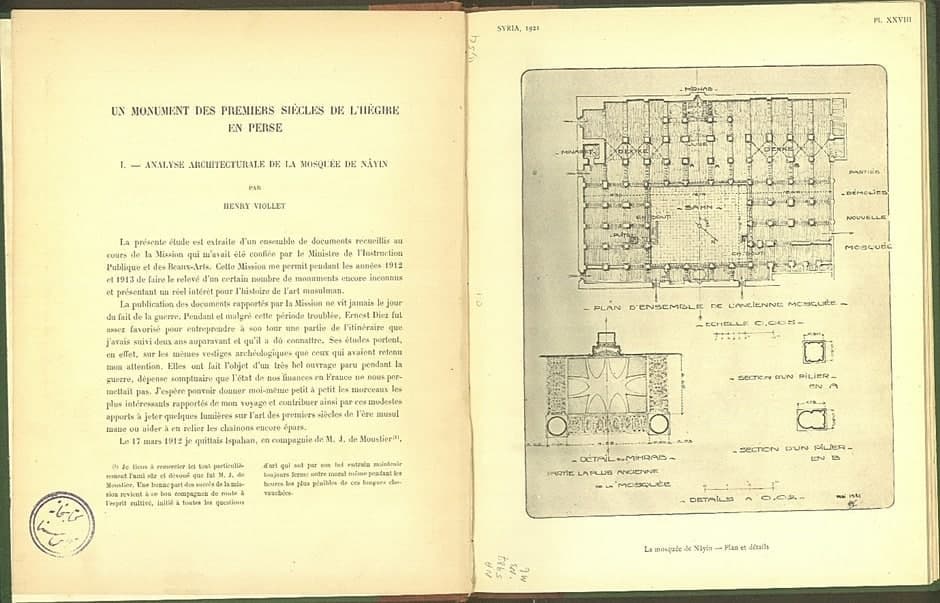 UN MONUMENT DES PREMIERS SIÈCLES DE L'HÉGIRE
EN PERSE
I. — ANALYSE ARCHITECTURALE DE LA MOSQUÉE DE NÂYIN
PAR
HENRY VIOLLET
La présente étude est extraite d'un ensemble de documents recueillis au
cours de la Mission qui m'avait été confiée par le Ministre de l'Instruction
Publique et des Beaux-Arts. Cette Mission me permit pendant les années 1912
et 1913 de faire le relevé d'un certain nombre de monuments encore inconnus
et présentant un réel intérêt pour l'histoire de l'art musulman.
La publication des documents rapportés par la Mission ne vit jamais le jour
du fait de la guerre. Pendant et malgré cette période troublée, Ernest Diez fut
assez favorisé pour entreprendre à son tour une partie de l'itinéraire que
j'avais suivi deux ans auparavant et qu'il a dû connaître. Ses études portent,
en effet, sur les mêmes vestiges archéologiques que ceux qui avaient retenu
mon attention. Elles ont fait l'objet d'un très bel ouvrage paru pendant la
guerre, dépense somptuaire que l'état de nos finances en France ne nous per-
mettait pas. J'espère pouvoir donner moi-même petit à petit les morceaux les
plus intéressants rapportés de mon voyage et contribuer ainsi par ces modestes
apports à jeter quelques lumières sur l'art des premiers siècles de l'ère musul
mane ou aider à en relier les chaînons encore épars.
Le 17 mars 1912 je quittais Ispahan, en compagnie de M. J. de Moustier(1),
(1) Je tiens à remercier ici tout particuliè-
rement l'ami sûr et dévoué que fut M. J. de
Moustier. Une bonne part des succès de la mis-
sion revient à ce bon compagnon de route à
l'esprit cultivé, initié à toutes les questions
d'art qui sut par son bel entrain maintenir
toujours ferme notre moral même pendant les
heures les plus pénibles de ces longues che-
vauchées.
SYRIA, 1921
Pl. XXVIII
MIHRAB
MINARET
SAHN
PARTIES
DÉMOLIES
NOUVELLE
MOSQUÉE
PLAN D'ENSEMBLE DE L'ANCIENNE MOSQUÉE
ECHELLE 0,005
SECTION D'UN PILIER
EN A
SECTION D'UN PILIER
EN B
DÉTAIL DU MIHRAB
PARTIE LA PLUS ANCIENNE
DE LA MOSQUÉE
DETAILS A 0,02
La mosquée de Nâyin — Plan et détails
NA
5987
.N3